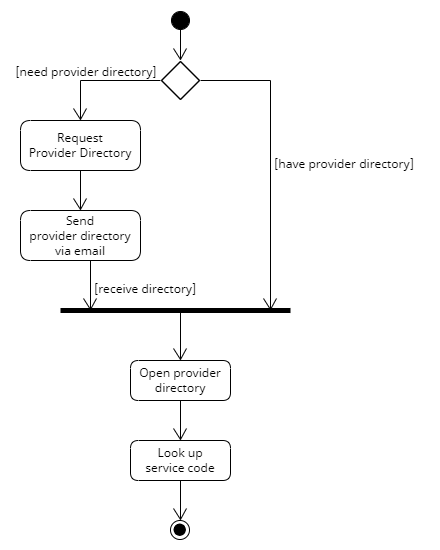 [need provider directory]
Request
Provider Directory
[have provider directory]
Send
provider directory
via email
[receive directory]
Open provider
directory
Look up
service code